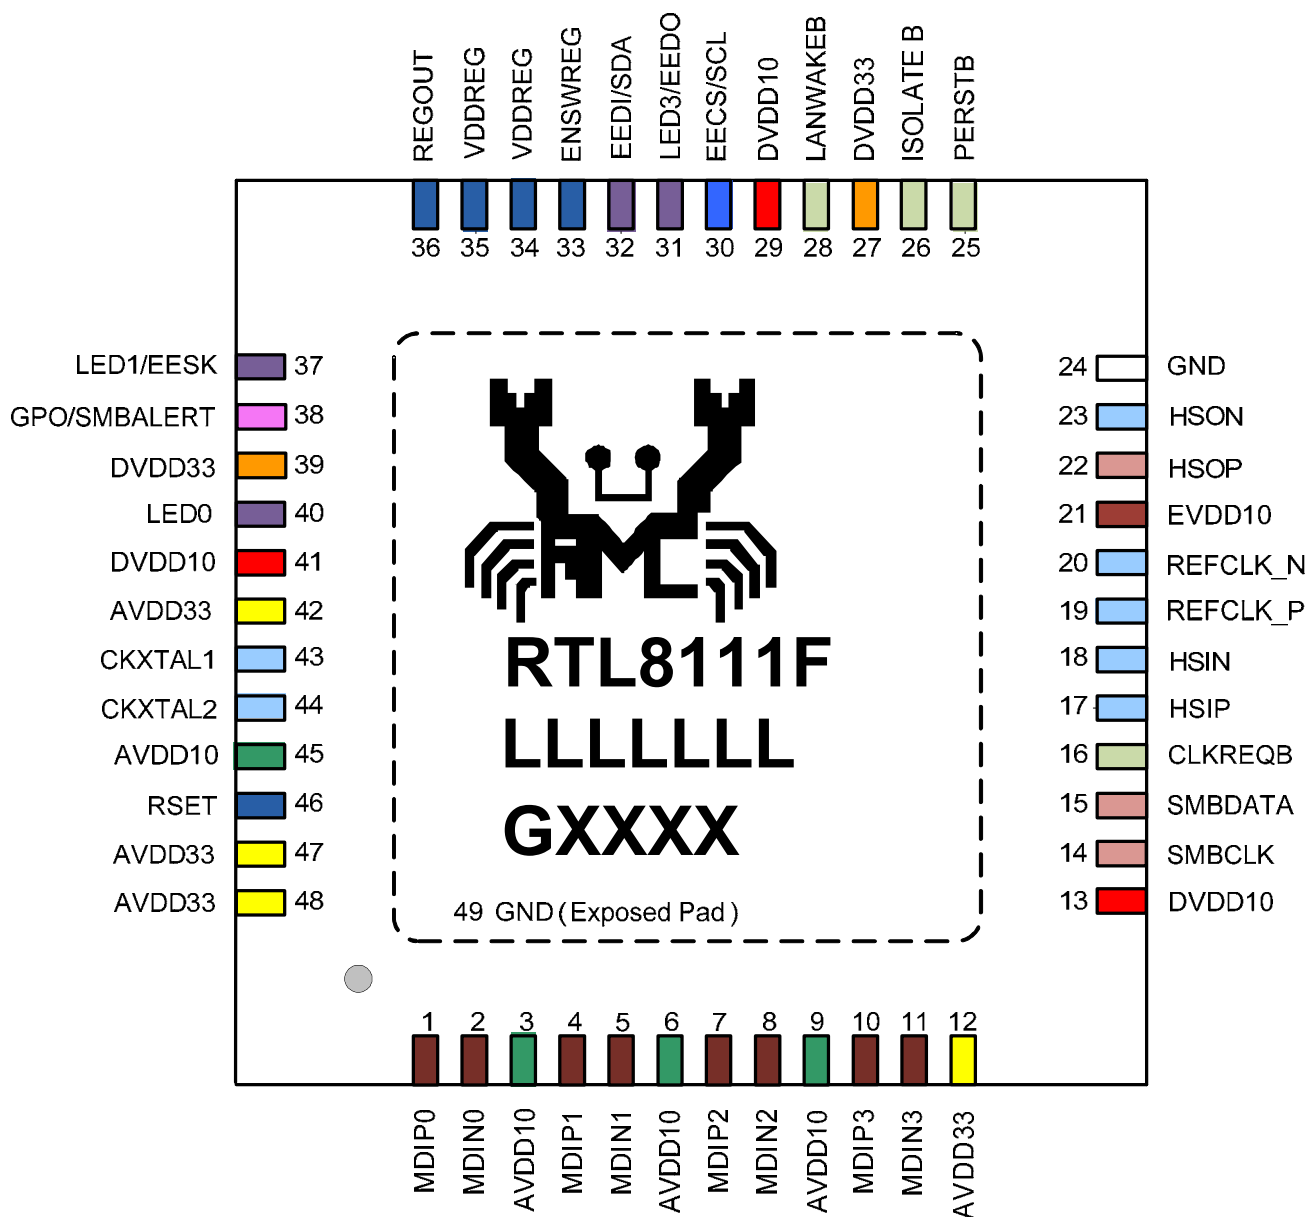 REGOUT
VDDREG
VDDREG
ENSWREG
EEDI/SDA
LED3/EEDO
EECS/SCL
DVDD10
LANWAKEB
DVDD33
ISOLATE B
PERSTB
36 35 34 33 32 31 30 29 28 27 26 25
LED1/EESK 37
GPO/SMBALERT 38
DVDD33 39
LED0 40
DVDD10 41
AVDD33 42
CKXTAL1 43
CKXTAL2 44
AVDD10 45
RSET 46
AVDD33 47
AVDD33 48
RTL8111F
LLLLLLL
GXXXX
49 GND (Exposed Pad)
24 GND
23 HSON
22 HSOP
21 EVDD10
20 REFCLK_N
19 REFCLK_P
18 HSIN
17 HSIP
16 CLKREQB
15 SMBDATA
14 SMBCLK
13 DVDD10
1 2 3 4 5 6 7 8 9 10 11 12
MDIP0
MDIN0
AVDD10
MDIP1
MDIN1
AVDD10
MDIP2
MDIN2
AVDD10
MDIP3
MDIN3
AVDD33